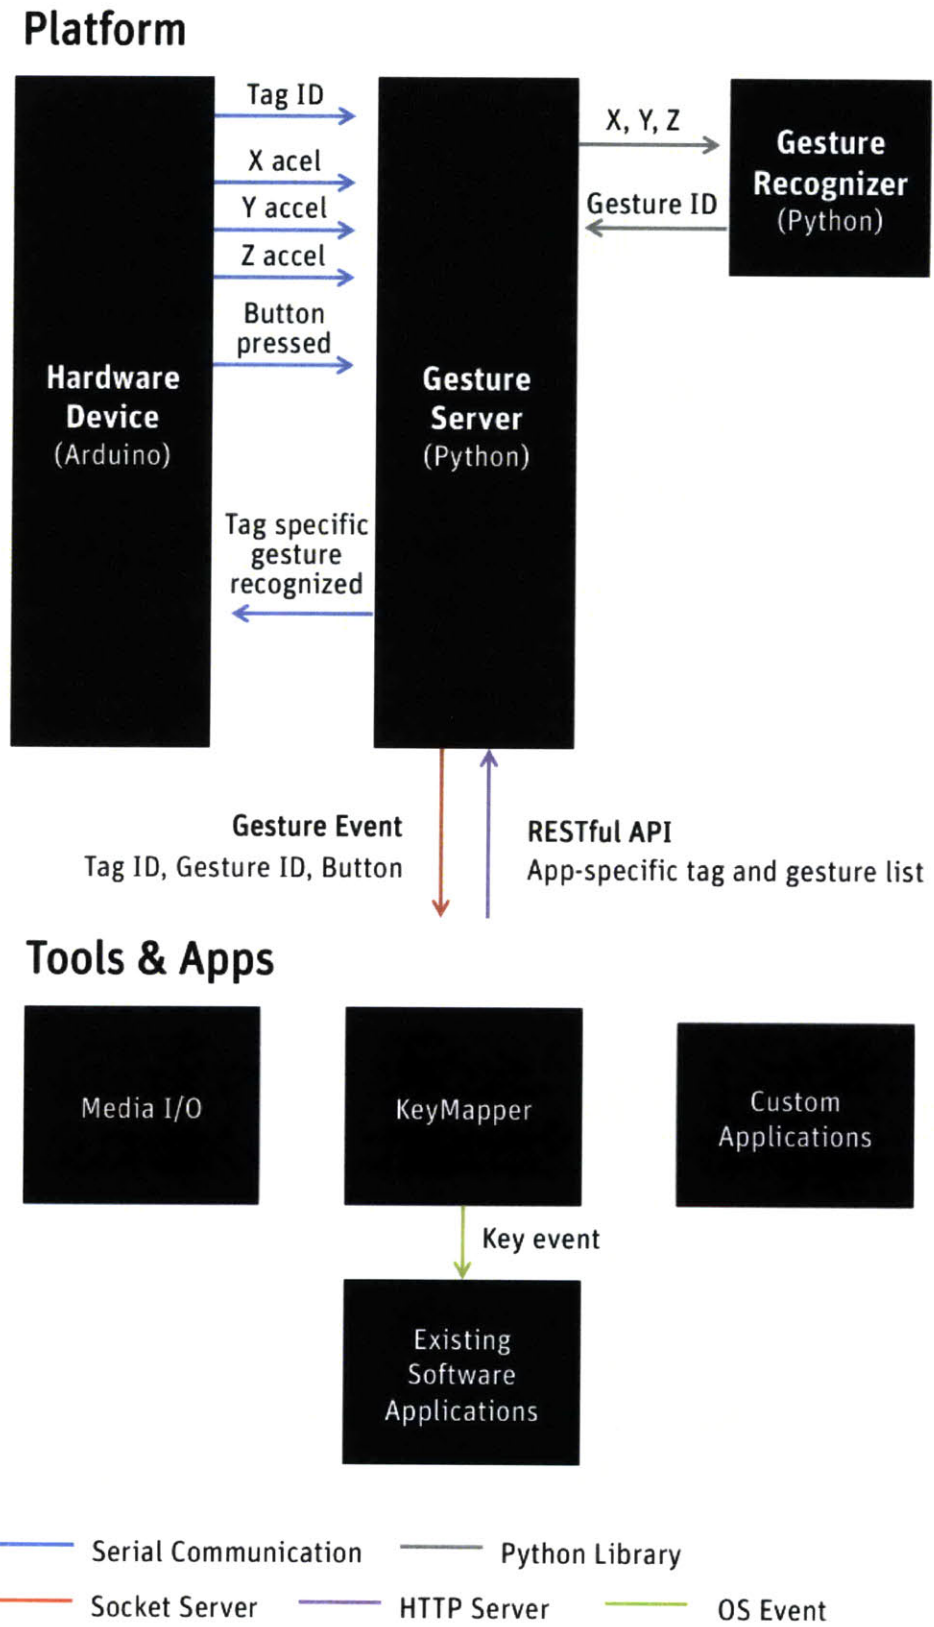 Platform
Tag ID
X acel
Y accel
Z accel
Button
pressed
Hardware
Device
(Arduino)
Tag specific
gesture
recognized
Gesture
Server
(Python)
X, Y, Z
Gesture ID
Gesture
Recognizer
(Python)
Gesture Event
Tag ID, Gesture ID, Button
RESTful API
App-specific tag and gesture list
Tools & Apps
Media I/O
KeyMapper
Custom
Applications
Key event
Existing
Software
Applications
Serial Communication
Python Library
Socket Server
HTTP Server
OS Event